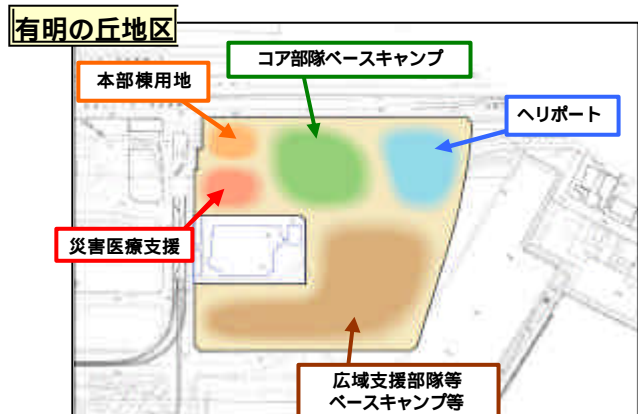 有明の丘地区
コア部隊ベースキャンプ
本部棟用地
ヘリポート
災害医療支援
広域支援部隊等
ベースキャンプ等